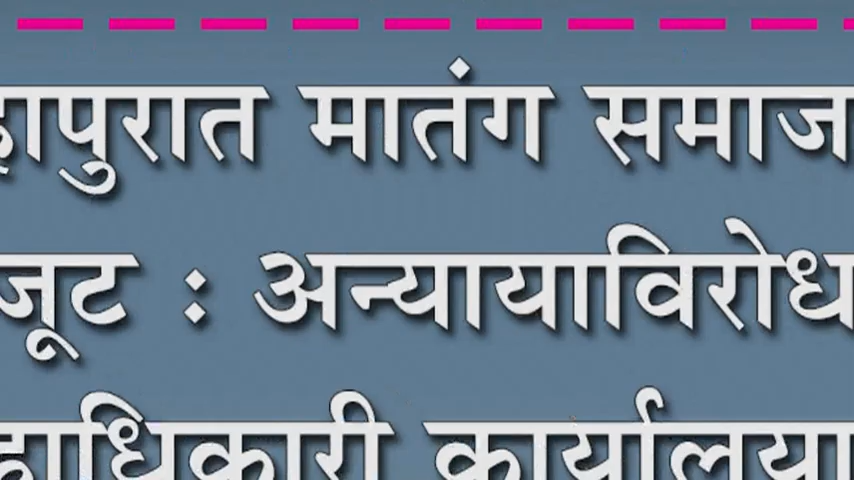 हापुरात मातंग समाज
जूट : अन्यायाविरोध
हाधिकारी कार्यालया